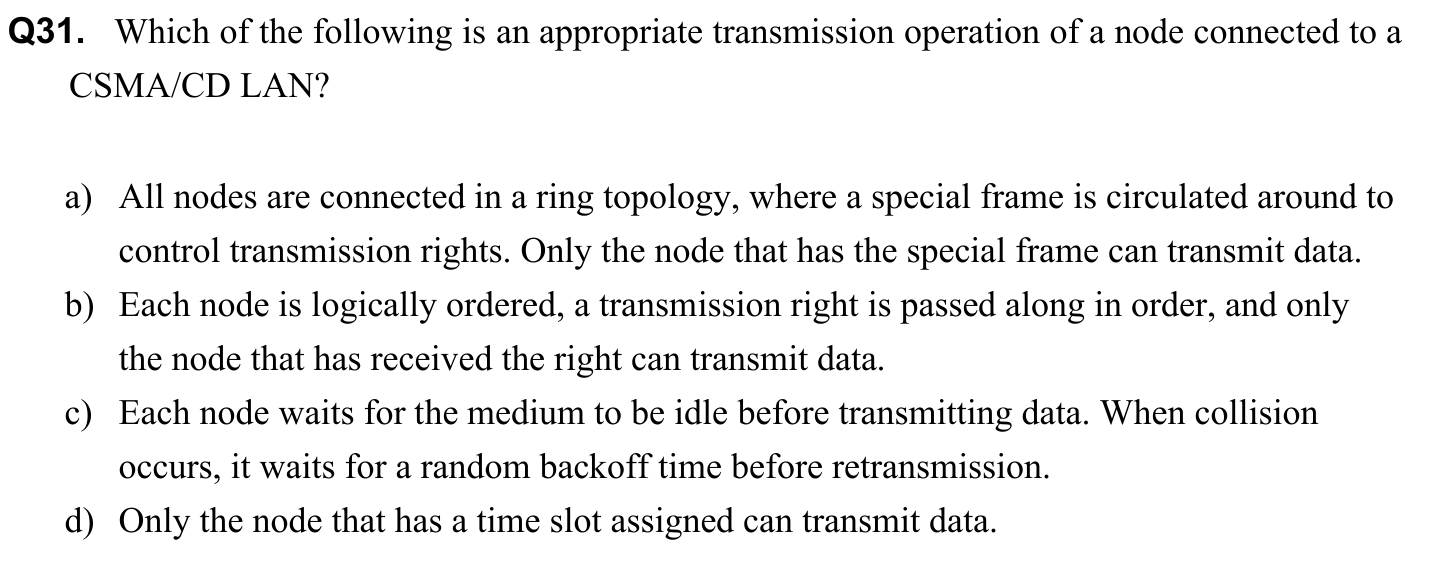 Q31. Which of the following is an appropriate transmission operation of a node connected to a
CSMA/CD LAN?
a) All nodes are connected in a ring topology, where a special frame is circulated around to
control transmission rights. Only the node that has the special frame can transmit data.
b) Each node is logically ordered, a transmission right is passed along in order, and only
the node that has received the right can transmit data.
c) Each node waits for the medium to be idle before transmitting data. When collision
occurs, it waits for a random backoff time before retransmission.
d) Only the node that has a time slot assigned can transmit data.